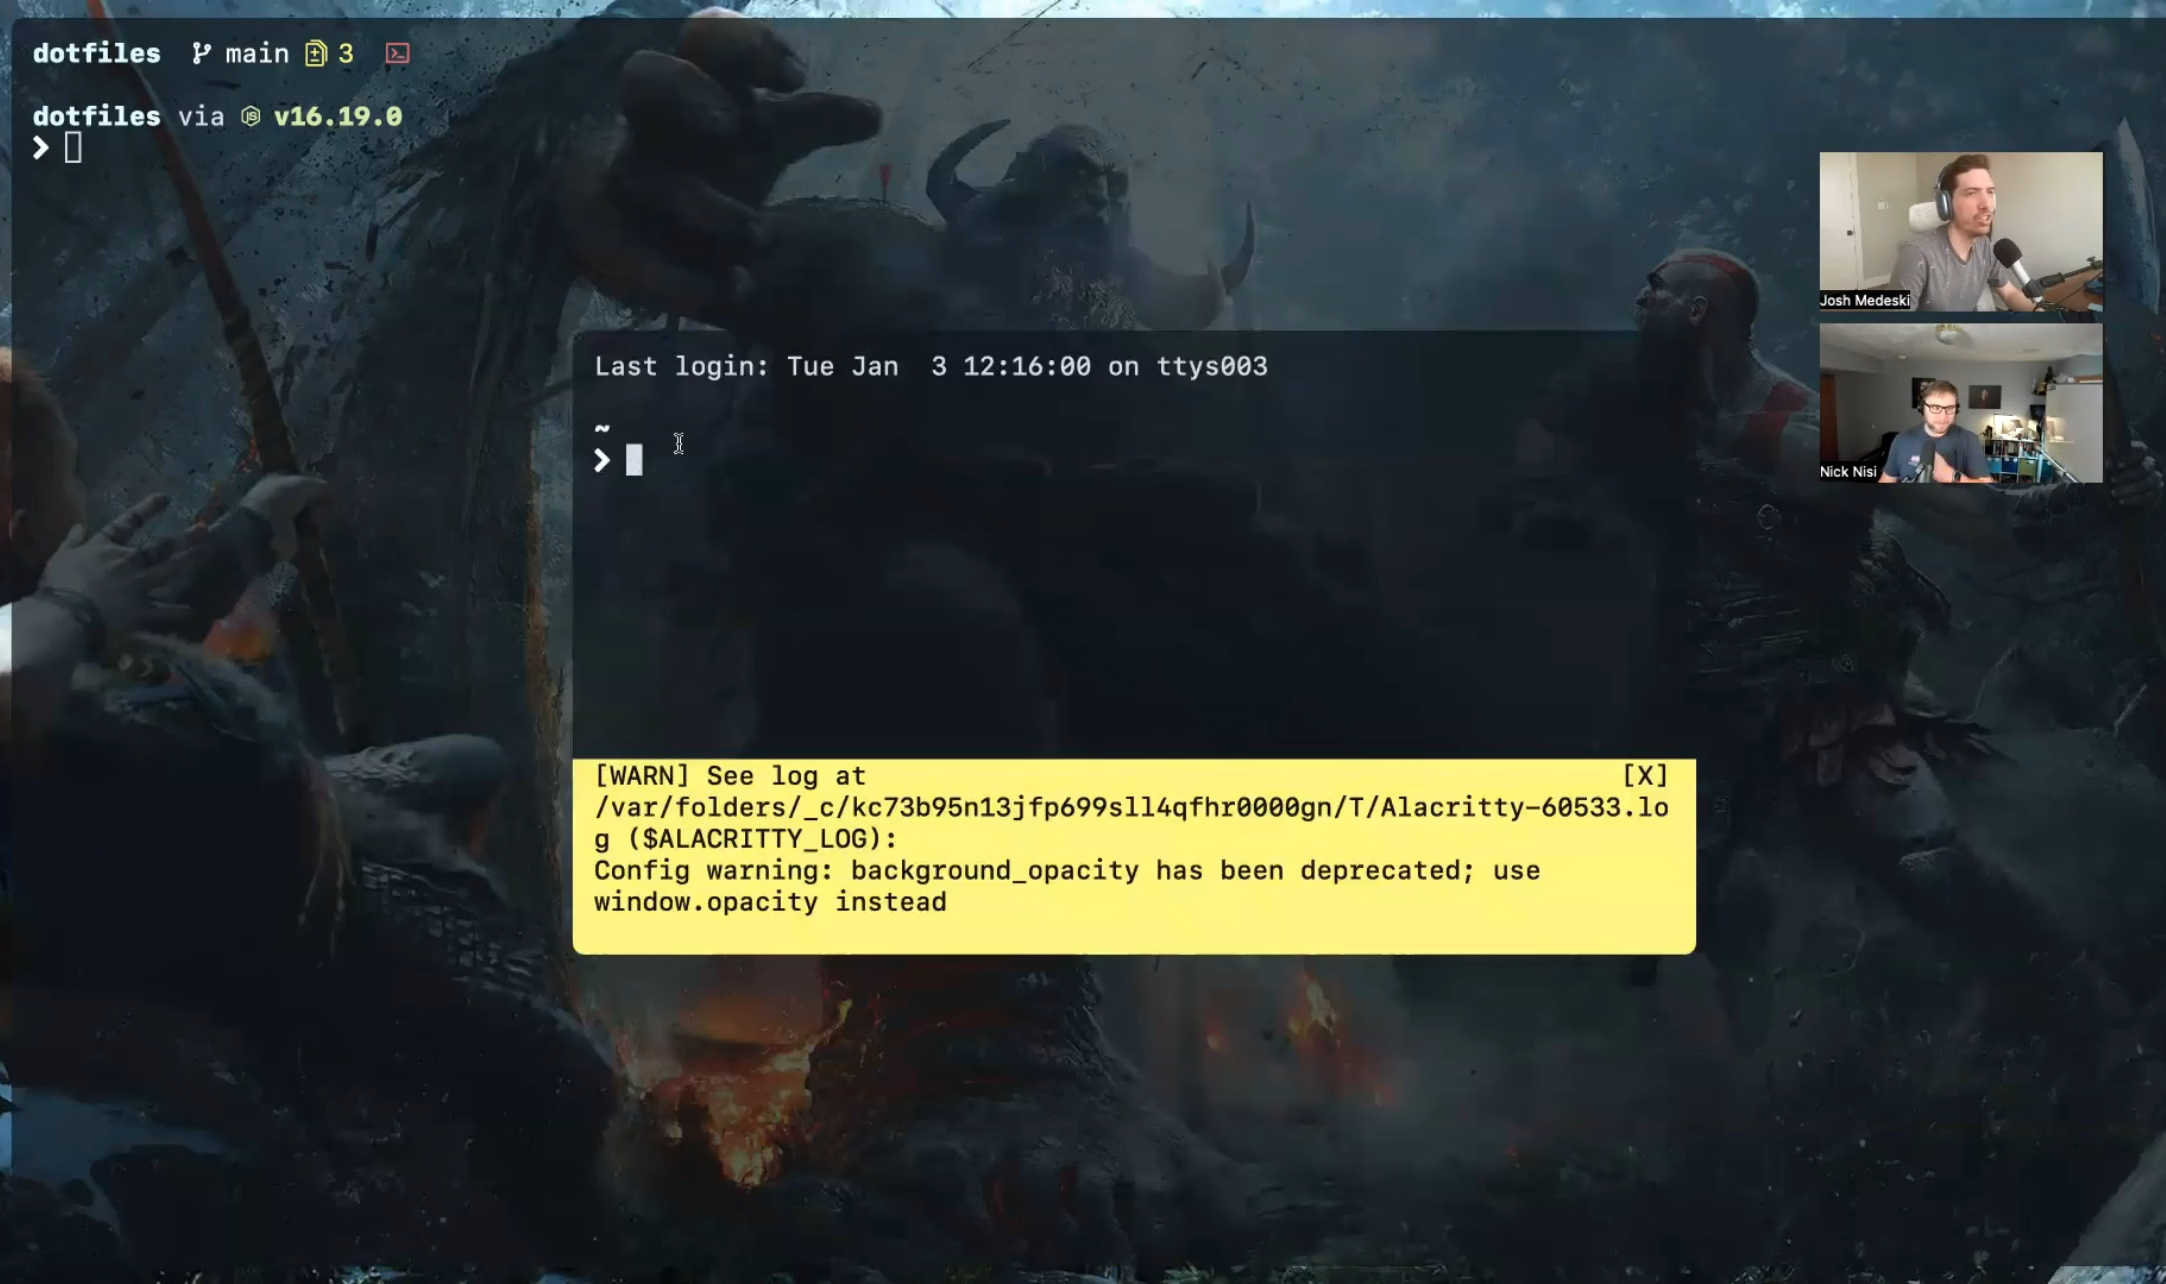 dotfiles main 3
dotfiles via v16.19.0
❯
Last login: Tue Jan  3 12:16:00 on ttys003
~
❯
[WARN] See log at [X]
/var/folders/_c/kc73b95n13jfp699sll4qfhr0000gn/T/Alacritty-60533.lo
g ($ALACRITTY_LOG):
Config warning: background_opacity has been deprecated; use
window.opacity instead
Josh Medeski
Nick Nisi